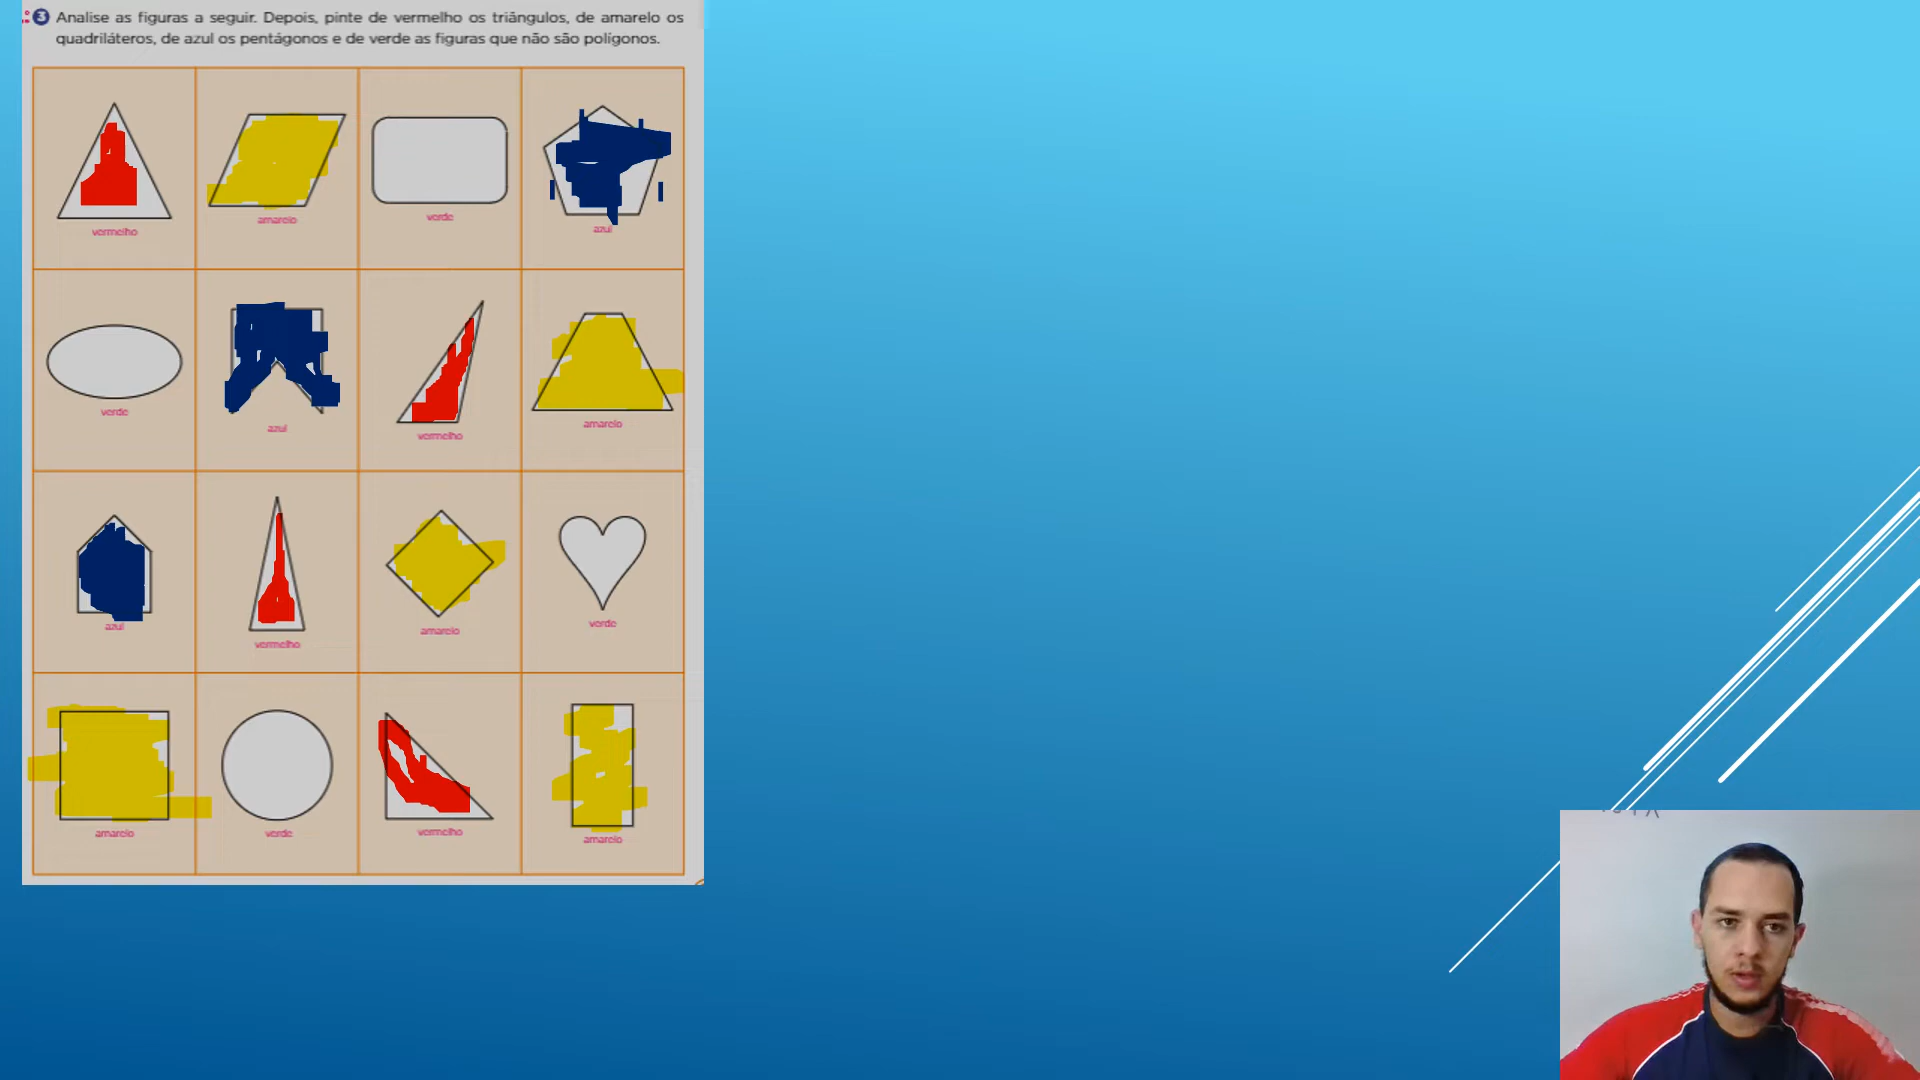 3 Analise as figuras a seguir. Depois, pinte de vermelho os triângulos, de amarelo os
quadriláteros, de azul os pentágonos e de verde as figuras que não são polígonos.
vermelho
amarelo
verde
azul
verde
azul
vermelho
amarelo
azul
vermelho
amarelo
verde
amarelo
verde
vermelho
amarelo